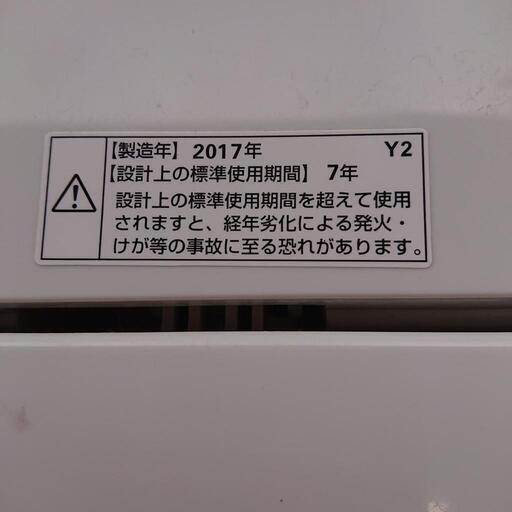 【製造年】 2017年 Y2
【設計上の標準使用期間】 7年
設計上の標準使用期間を超えて使用
されますと、経年劣化による発火・
けが等の事故に至る恐れがあります。